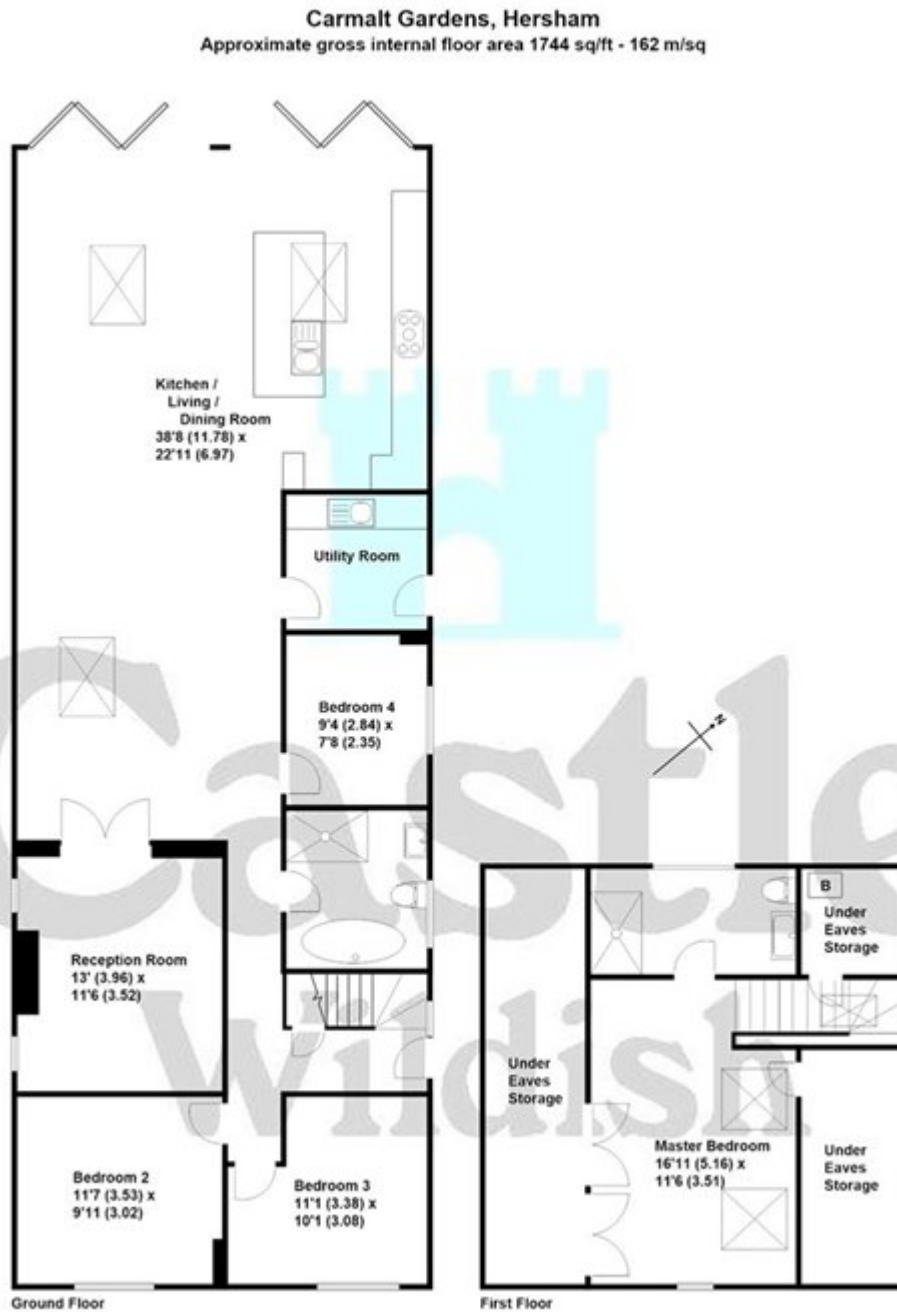 Carmalt Gardens, Hersham
Approximate gross internal floor area 1744 sq/ft - 162 m/sq
Kitchen /
Living /
Dining Room
38'8 (11.78) x
22'11 (6.97)
Utility Room
Bedroom 4
9'4 (2.84) x
7'8 (2.35)
N
Castle
Wildish
Reception Room
13' (3.96) x
11'6 (3.52)
Bedroom 2
11'7 (3.53) x
9'11 (3.02)
Bedroom 3
11'1 (3.38) x
10'1 (3.08)
Ground Floor
B
Under
Eaves
Storage
Under
Eaves
Storage
Master Bedroom
16'11 (5.16) x
11'6 (3.51)
Under
Eaves
Storage
First Floor